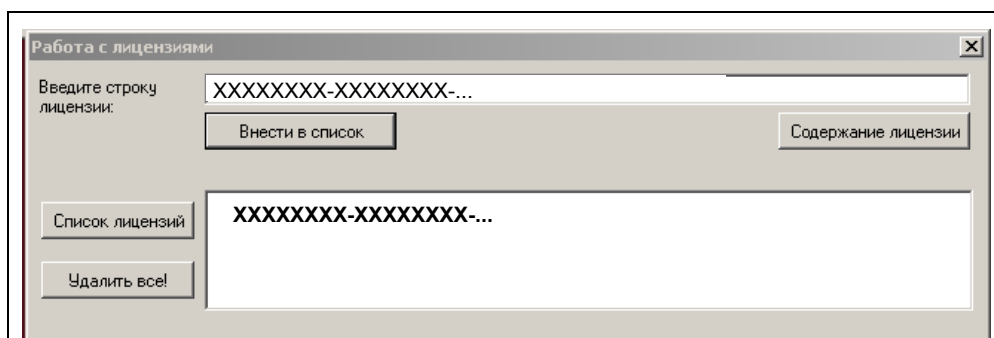 Работа с лицензиями
Введите строку
лицензии:
XXXXXXXX-XXXXXXXX-...
Внести в список
Содержание лицензии
Список лицензий
XXXXXXXX-XXXXXXXX-...
Удалить все!